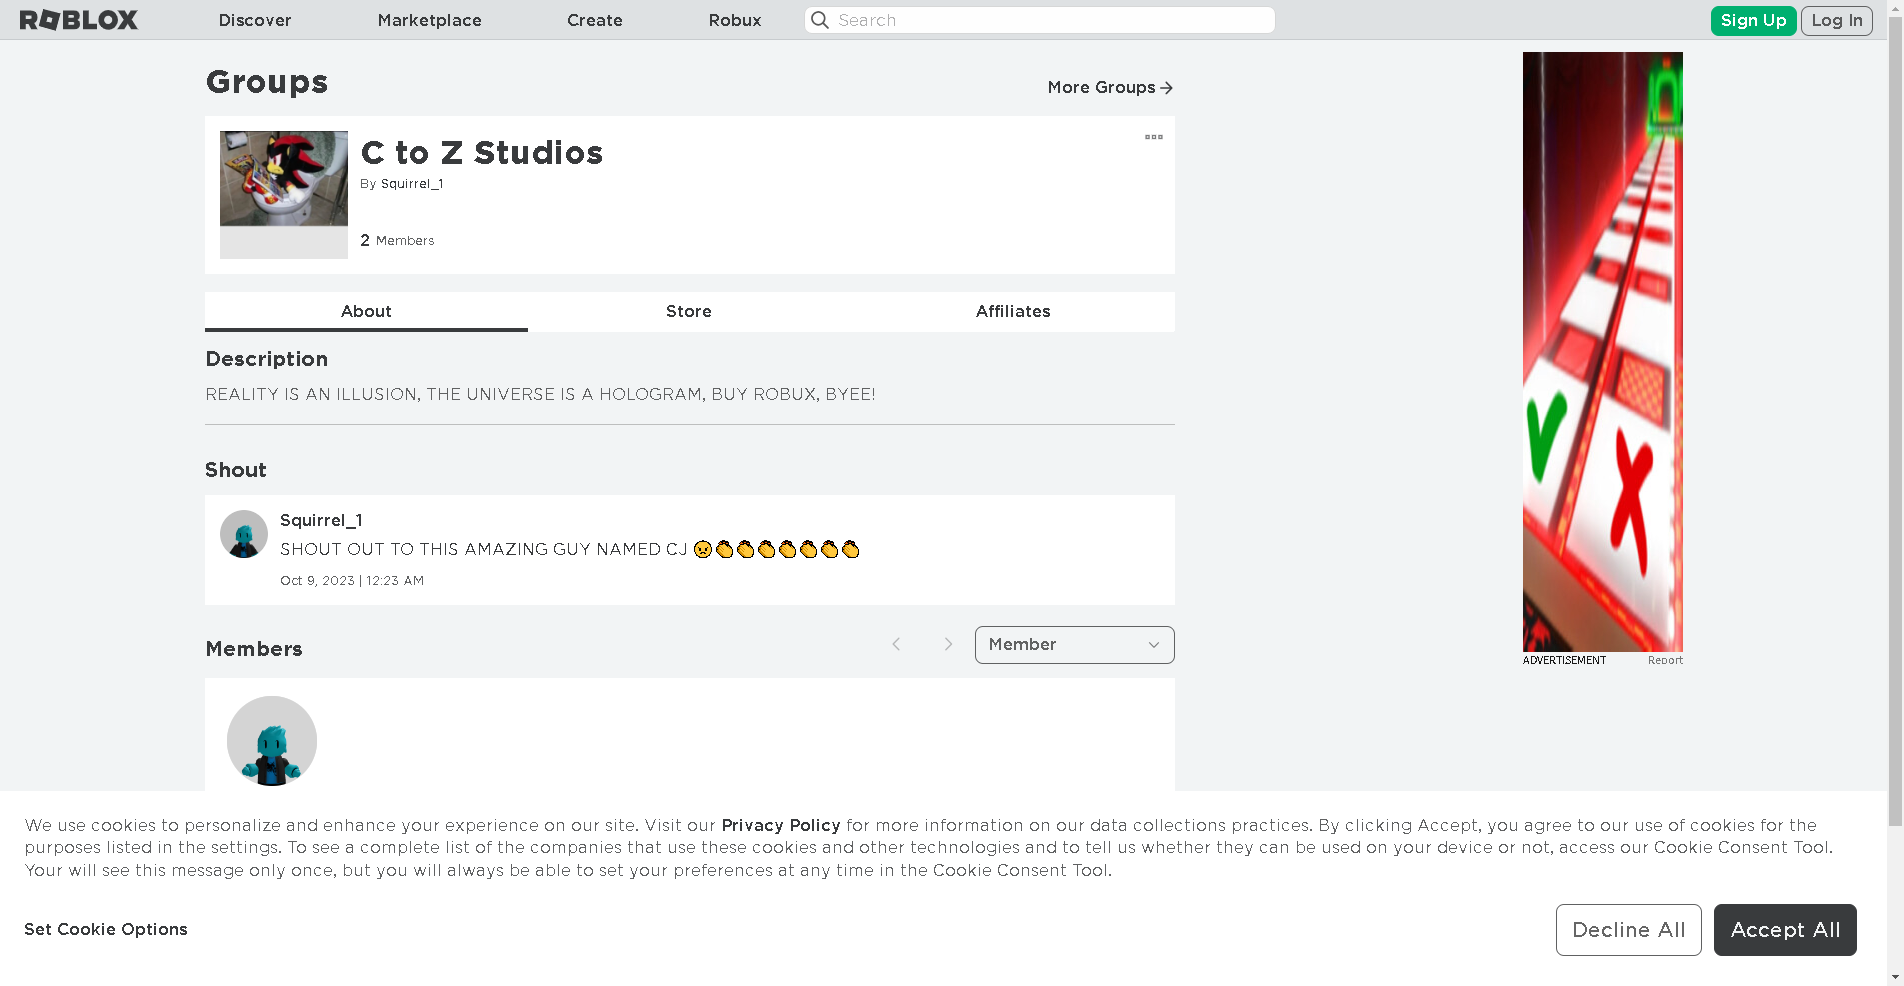 ROBLOX Discover Marketplace Create Robux Search Sign Up Log In
Groups
More Groups
C to Z Studios
By Squirrel_1
2 Members
About Store Affiliates
Description
REALITY IS AN ILLUSION, THE UNIVERSE IS A HOLOGRAM, BUY ROBUX, BYEE!
Shout
Squirrel_1
SHOUT OUT TO THIS AMAZING GUY NAMED CJ 😠👏👏👏👏👏👏👏
Oct 9, 2023 | 12:23 AM
Members
Member
ADVERTISEMENT Report
We use cookies to personalize and enhance your experience on our site. Visit our Privacy Policy for more information on our data collections practices. By clicking Accept, you agree to our use of cookies for the
purposes listed in the settings. To see a complete list of the companies that use these cookies and other technologies and to tell us whether they can be used on your device or not, access our Cookie Consent Tool.
Your will see this message only once, but you will always be able to set your preferences at any time in the Cookie Consent Tool.
Set Cookie Options
Decline All Accept All